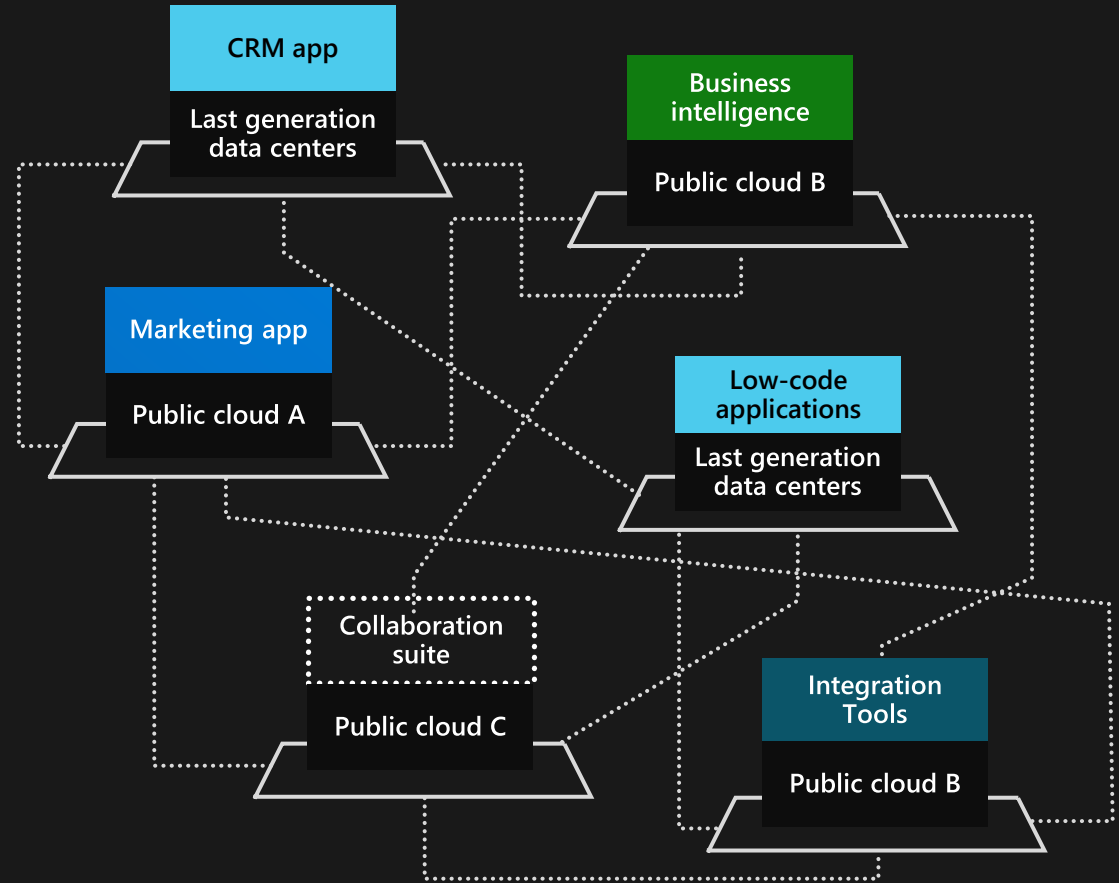 CRM app
Last generation
data centers
Business
intelligence
Public cloud B
Marketing app
Public cloud A
Low-code
applications
Last generation
data centers
Collaboration
suite
Public cloud C
Integration
Tools
Public cloud B